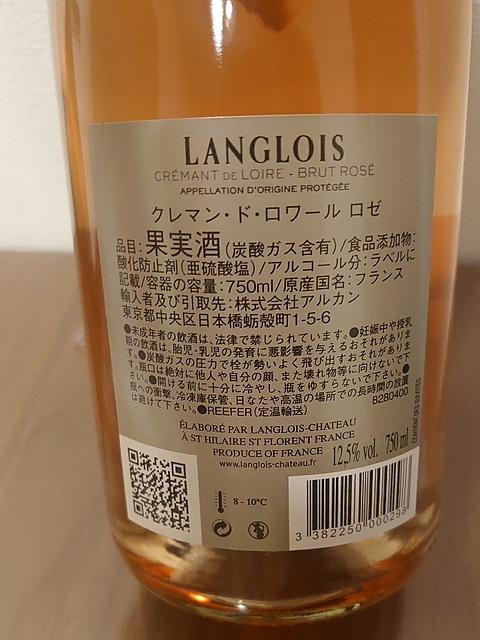 LANGLOIS
CRÉMANT DE LOIRE - BRUT ROSÉ
APPELLATION D'ORIGINE PROTÉGÉE
クレマン・ド・ロワール ロゼ
品目:果実酒(炭酸ガス含有)/食品添加物:
酸化防止剤(亜硫酸塩)/アルコール分:ラベルに
記載/容器の容量:750ml/原産国名:フランス
輸入者及び引取先:株式会社アルカン
東京都中央区日本橋蛎殻町1-5-6
●未成年者の飲酒は、法律で禁じられています。●妊娠中や授乳
期の飲酒は、胎児・乳児の発育に悪影響を与えるおそれがありま
す。●炭酸ガスの圧力で栓が勢いよく飛び出すおそれがありま
す。瓶口は絶対に他人や自分の顔、また壊れ物等に向けないで下
さい。●開ける前に十分に冷やし、瓶をゆすらないで下さい。●
瓶への衝撃、冷凍庫保管、日なたや高温の場所での長時間の放置
は避けて下さい。●REEFER(定温輸送) 8280400
CONTIENT DES SULFITES
ÉLABORÉ PAR LANGLOIS-CHATEAU
À ST HILAIRE ST FLORENT FRANCE
PRODUCE OF FRANCE
www.langlois-chateau.fr
12,5% vol. 750 ml
8 - 10°C
3 382250 000298